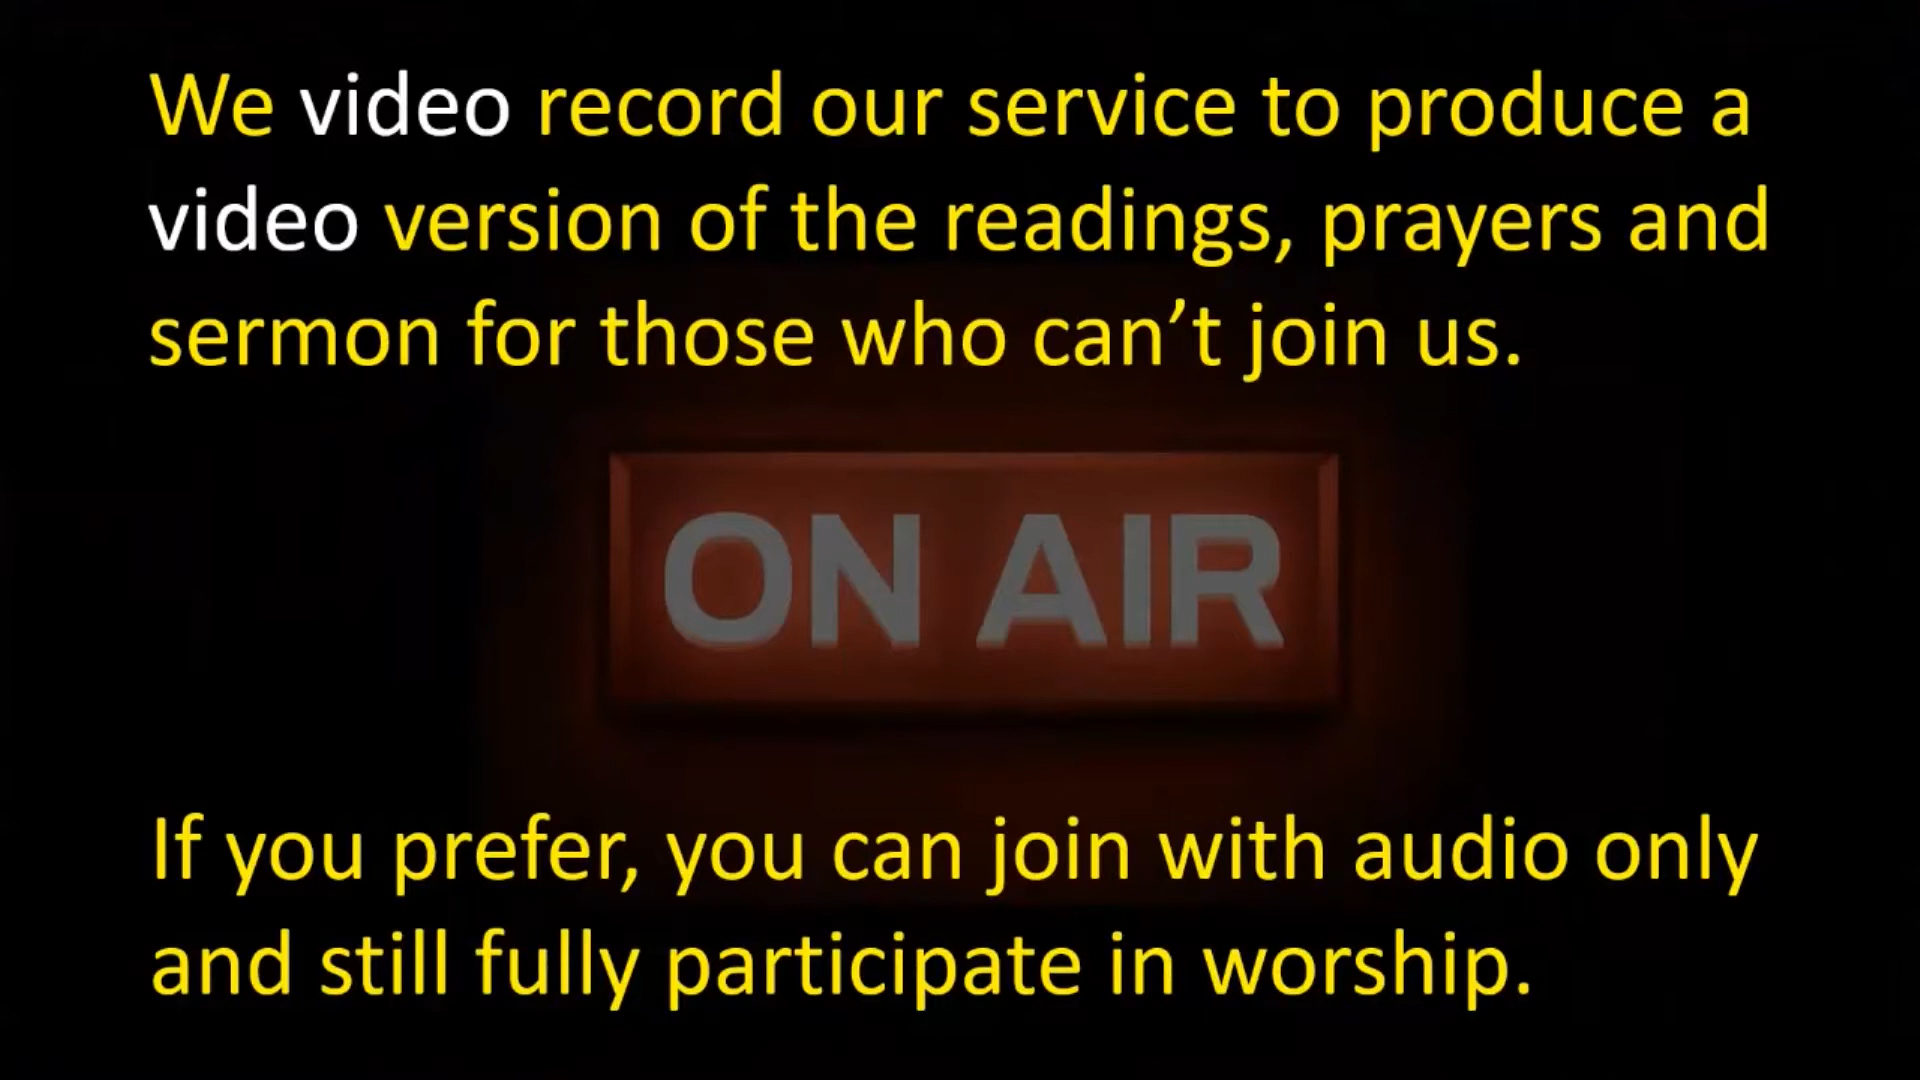 We video record our service to produce a
video version of the readings, prayers and
sermon for those who can’t join us.
ON AIR
If you prefer, you can join with audio only
and still fully participate in worship.